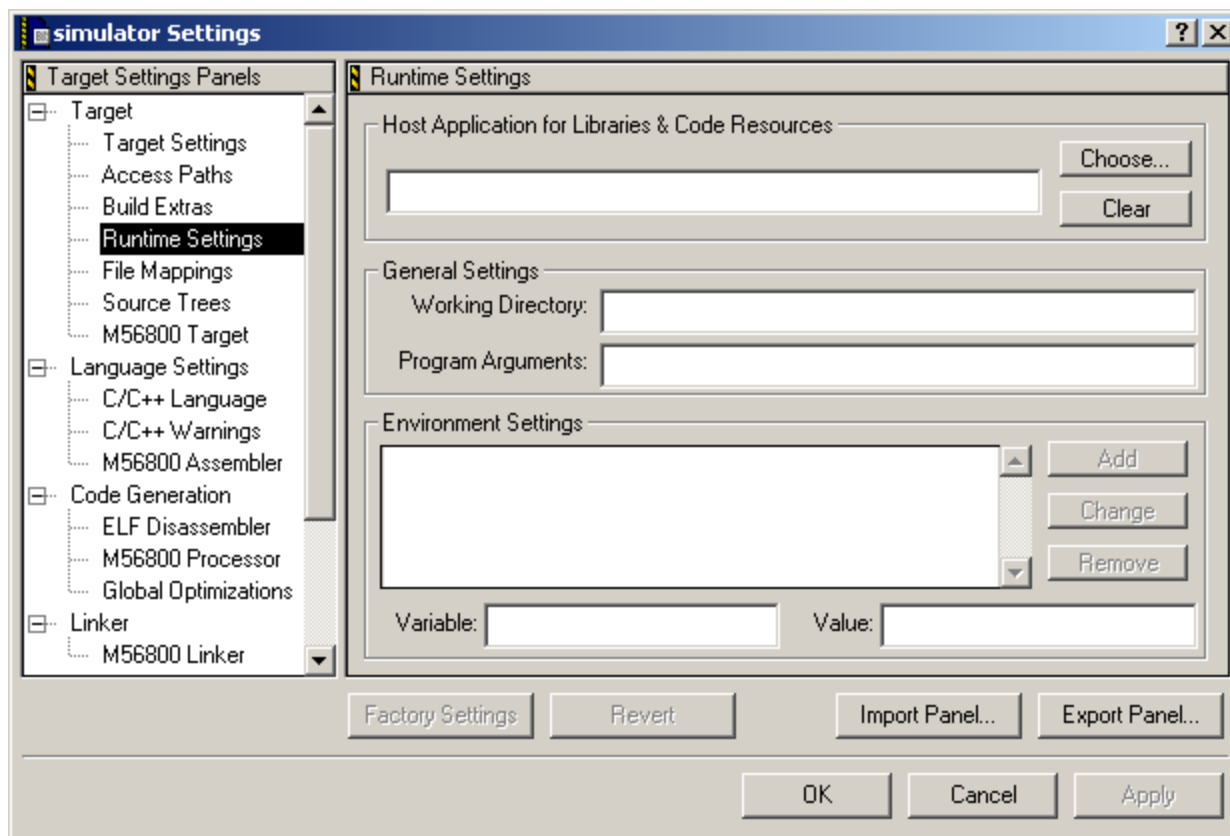 simulator Settings
Target Settings Panels
Target
Target Settings
Access Paths
Build Extras
Runtime Settings
File Mappings
Source Trees
M56800 Target
Language Settings
C/C++ Language
C/C++ Warnings
M56800 Assembler
Code Generation
ELF Disassembler
M56800 Processor
Global Optimizations
Linker
M56800 Linker
Runtime Settings
Host Application for Libraries & Code Resources
Choose...
Clear
General Settings
Working Directory:
Program Arguments:
Environment Settings
Add
Change
Remove
Variable: Value:
Factory Settings Revert Import Panel... Export Panel...
OK Cancel Apply